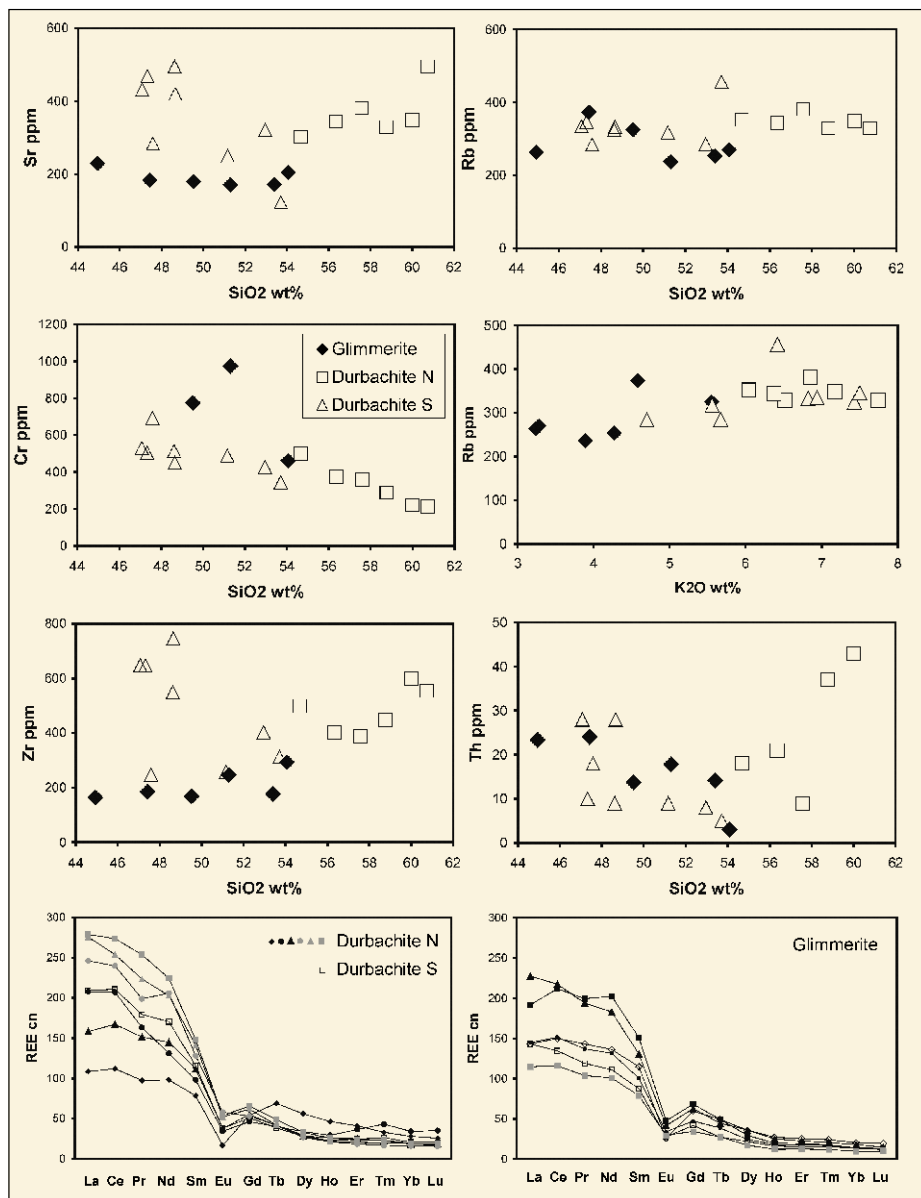 600
400
200
0
Sr ppm
44 46 48 50 52 54 56 58 60 62
SiO2 wt%
600
400
200
0
Rb ppm
44 46 48 50 52 54 56 58 60 62
SiO2 wt%
1200
1000
800
600
400
200
0
Cr ppm
Glimmerite
Durbachite N
Durbachite S
44 46 48 50 52 54 56 58 60 62
SiO2 wt%
500
400
300
200
100
0
Rb ppm
3 4 5 6 7 8
K2O wt%
800
600
400
200
0
Zr ppm
44 46 48 50 52 54 56 58 60 62
SiO2 wt%
50
40
30
20
10
0
Th ppm
44 46 48 50 52 54 56 58 60 62
SiO2 wt%
300
250
200
150
100
50
0
REE cn
Durbachite N
Durbachite S
La Ce Pr Nd Sm Eu Gd Tb Dy Ho Er Tm Yb Lu
300
250
200
150
100
50
0
REE cn
Glimmerite
La Ce Pr Nd Sm Eu Gd Tb Dy Ho Er Tm Yb Lu